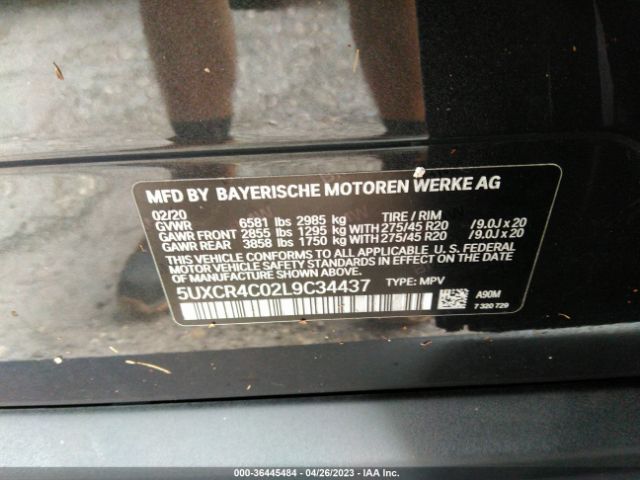 MFD BY BAYERISCHE MOTOREN WERKE AG
02/20 TIRE / RIM
GVWR 6581 lbs 2985 kg
GAWR FRONT 2855 lbs 1295 kg WITH 275/45 R20 /9.0J x 20
GAWR REAR 3858 lbs 1750 kg WITH 275/45 R20 /9.0J x 20
THIS VEHICLE CONFORMS TO ALL APPLICABLE U. S. FEDERAL
MOTOR VEHICLE SAFETY STANDARDS IN EFFECT ON THE DATE
OF MANUFACTURE SHOWN ABOVE.
5UXCR4C02L9C34437 TYPE: MPV
A90M
7 320 729
000-36445484 / 04/26/2023 - IAA Inc.